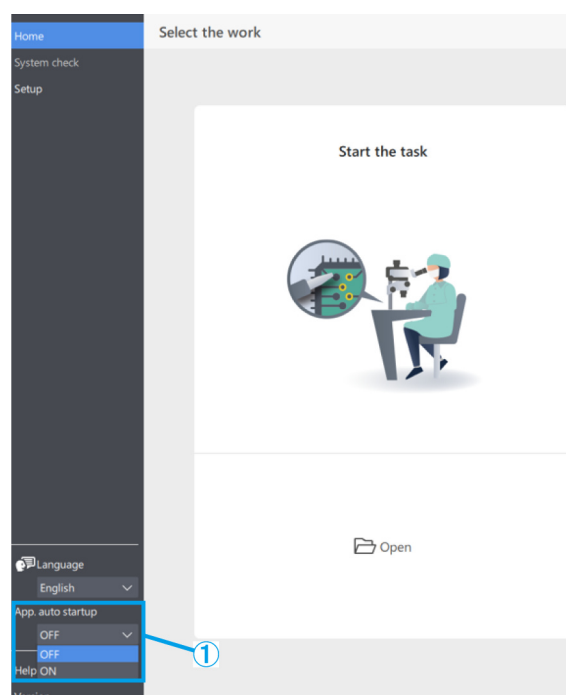 Home
Select the work
System check
Setup
Start the task
Open
Language
English
App. auto startup
OFF
OFF
Help ON
①